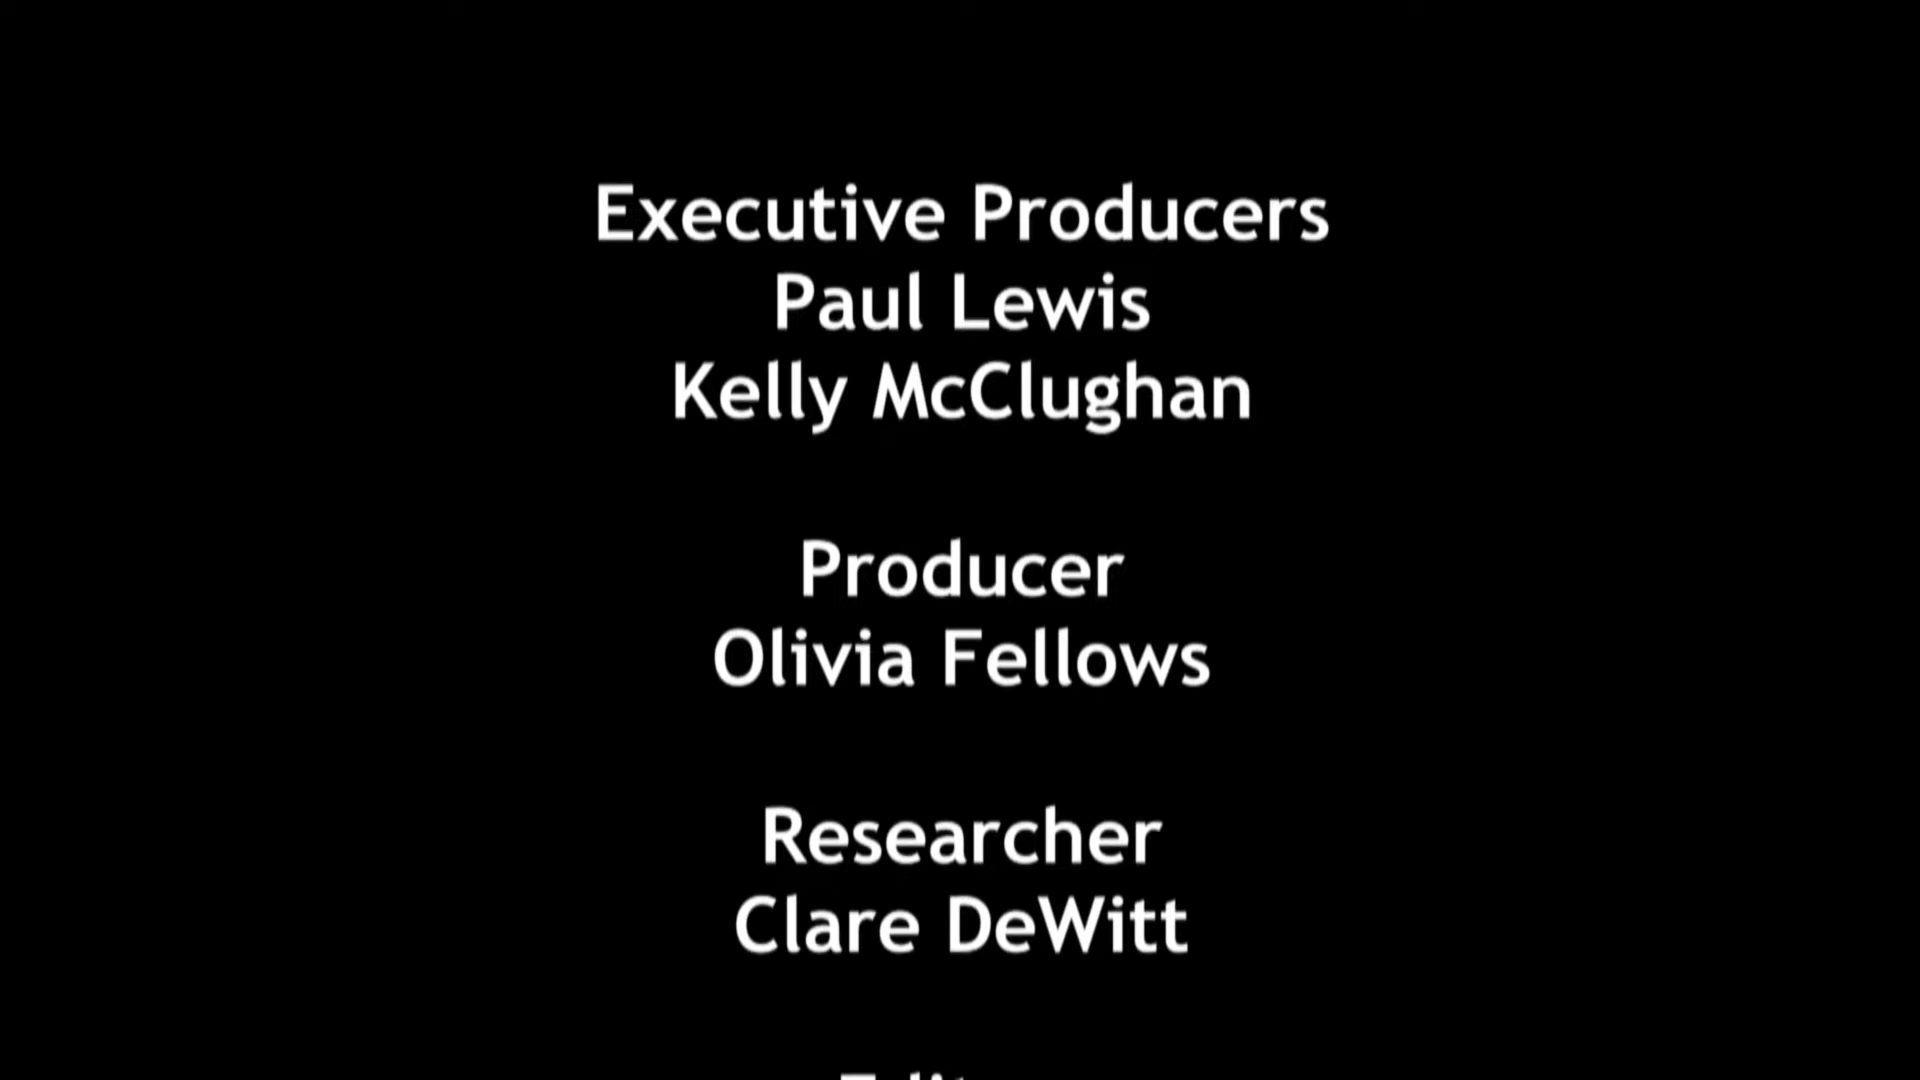 Executive Producers
Paul Lewis
Kelly McClughan
Producer
Olivia Fellows
Researcher
Clare DeWitt